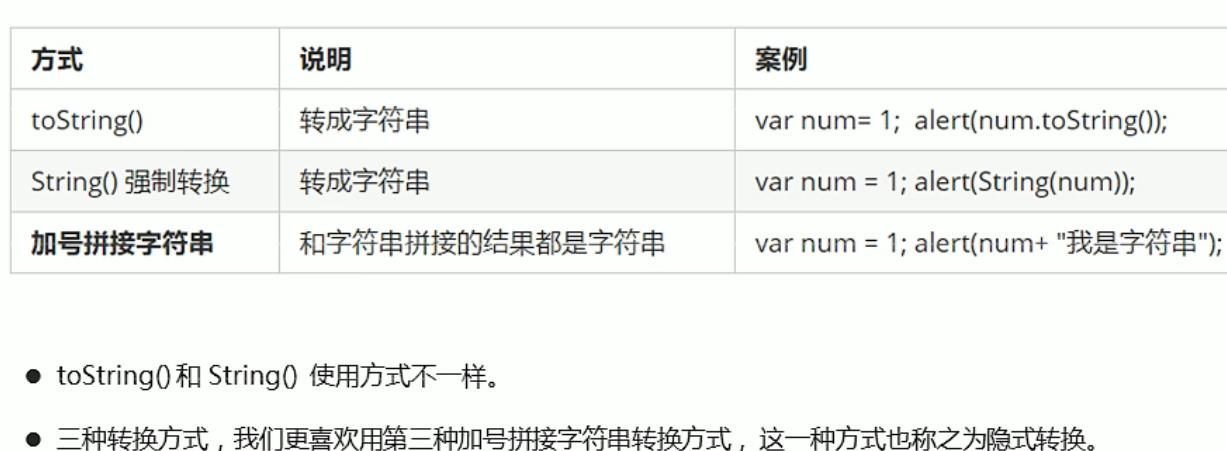 方式 说明 案例
toString() 转成字符串 var num= 1; alert(num.toString());
String() 强制转换 转成字符串 var num = 1; alert(String(num));
加号拼接字符串 和字符串拼接的结果都是字符串 var num = 1; alert(num+ "我是字符串");
● toString()和 String() 使用方式不一样。
● 三种转换方式，我们更喜欢用第三种加号拼接字符串转换方式， 这一种方式也称之为隐式转换。